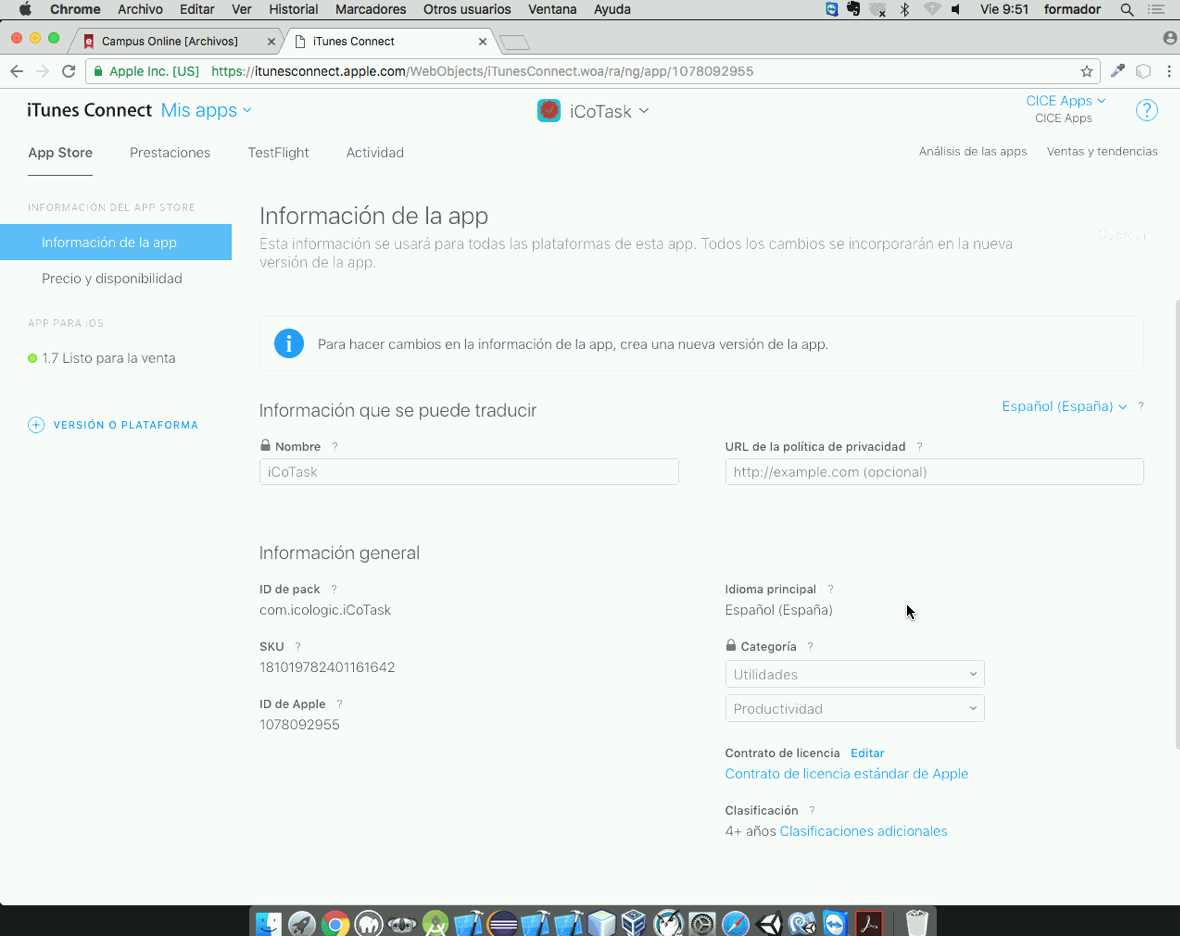 Chrome Archivo Editar Ver Historial Marcadores Otros usuarios Ventana Ayuda Vie 9:51 formador
Campus Online [Archivos] iTunes Connect
Apple Inc. [US] https://itunesconnect.apple.com/WebObjects/iTunesConnect.woa/ra/ng/app/1078092955
iTunes Connect Mis apps iCoTask CICE Apps
CICE Apps
?
App Store Prestaciones TestFlight Actividad Análisis de las apps Ventas y tendencias
INFORMACIÓN DEL APP STORE
Información de la app
Precio y disponibilidad
APP PARA iOS
1.7 Listo para la venta
VERSIÓN O PLATAFORMA
Información de la app
Esta información se usará para todas las plataformas de esta app. Todos los cambios se incorporarán en la nueva
versión de la app.
Para hacer cambios en la información de la app, crea una nueva versión de la app.
Información que se puede traducir Español (España) ?
Nombre ?
iCoTask
URL de la política de privacidad ?
http://example.com (opcional)
Información general
ID de pack ?
com.icologic.iCoTask
SKU ?
181019782401161642
ID de Apple ?
1078092955
Idioma principal ?
Español (España)
Categoría ?
Utilidades
Productividad
Contrato de licencia Editar
Contrato de licencia estándar de Apple
Clasificación ?
4+ años Clasificaciones adicionales